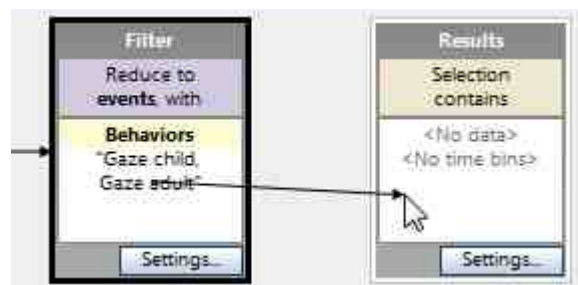 Filter
Reduce to
events, with
Behaviors
"Gaze child,
Gaze adult"
Settings...
Results
Selection
contains
<No data>
<No time bins>
Settings...